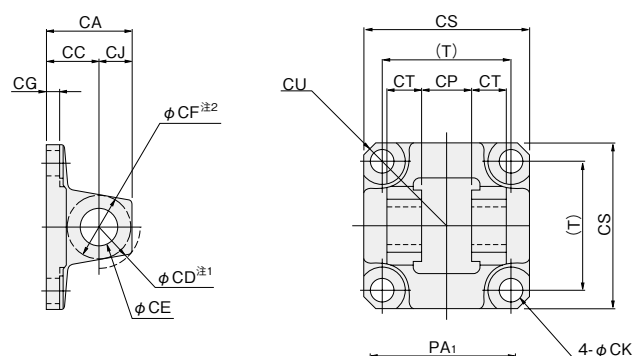 CA
CC CJ
CG
φCF注2
φCD注1
φCE
CS
(T)
CT CP CT
CU
(T)
CS
4-φCK
PA1